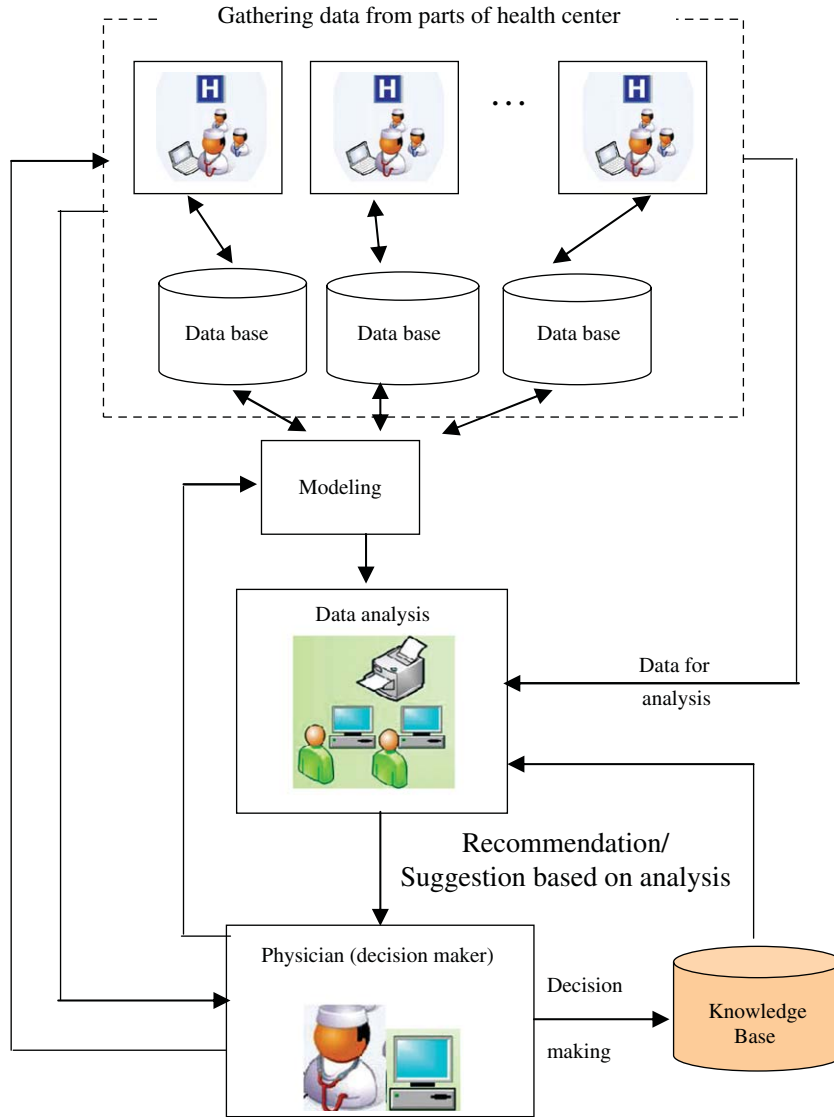 Gathering data from parts of health center
H
H
H
...
Data base
Data base
Data base
Modeling
Data analysis
Data for
analysis
Recommendation/
Suggestion based on analysis
Physician (decision maker)
Decision
making
Knowledge
Base